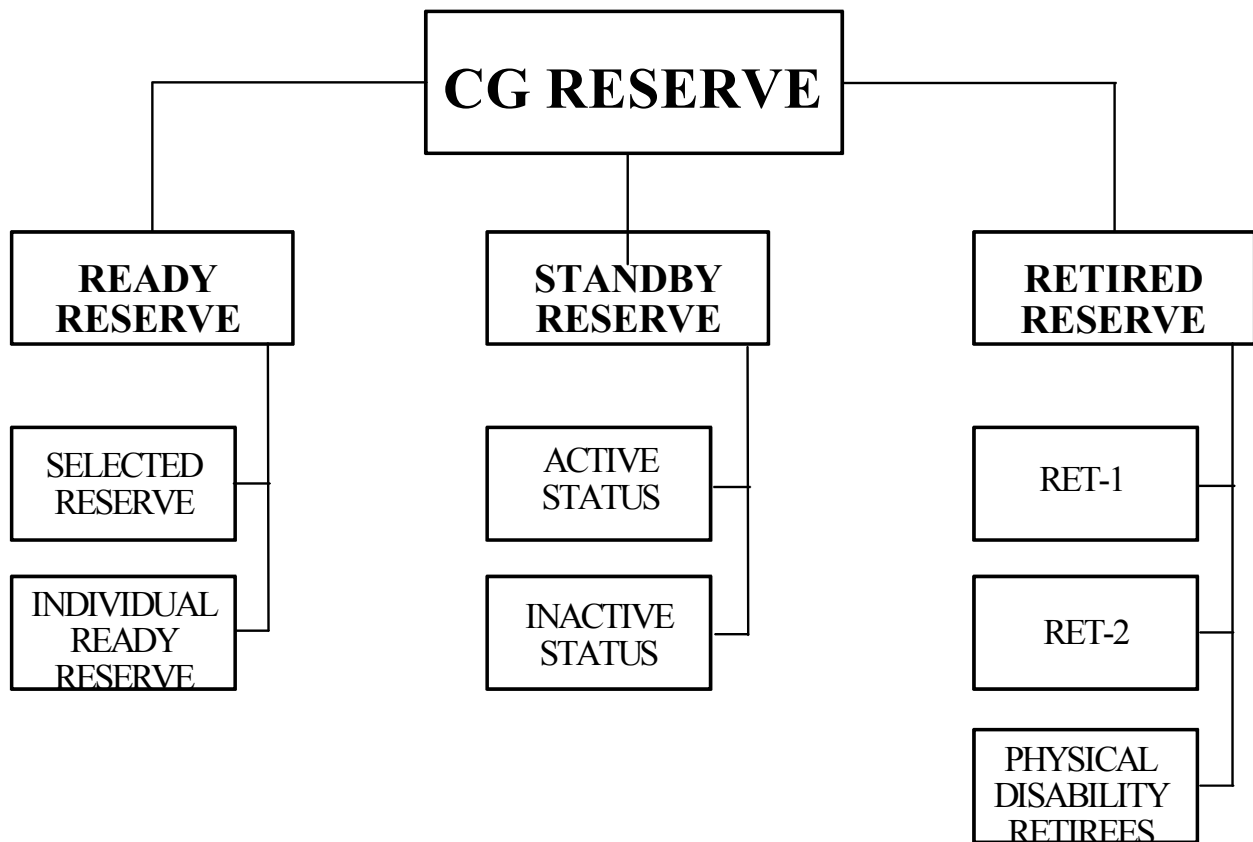 CG RESERVE
READY
RESERVE
STANDBY
RESERVE
RETIRED
RESERVE
SELECTED
RESERVE
INDIVIDUAL
READY
RESERVE
ACTIVE
STATUS
INACTIVE
STATUS
RET-1
RET-2
PHYSICAL
DISABILITY
RETIREES